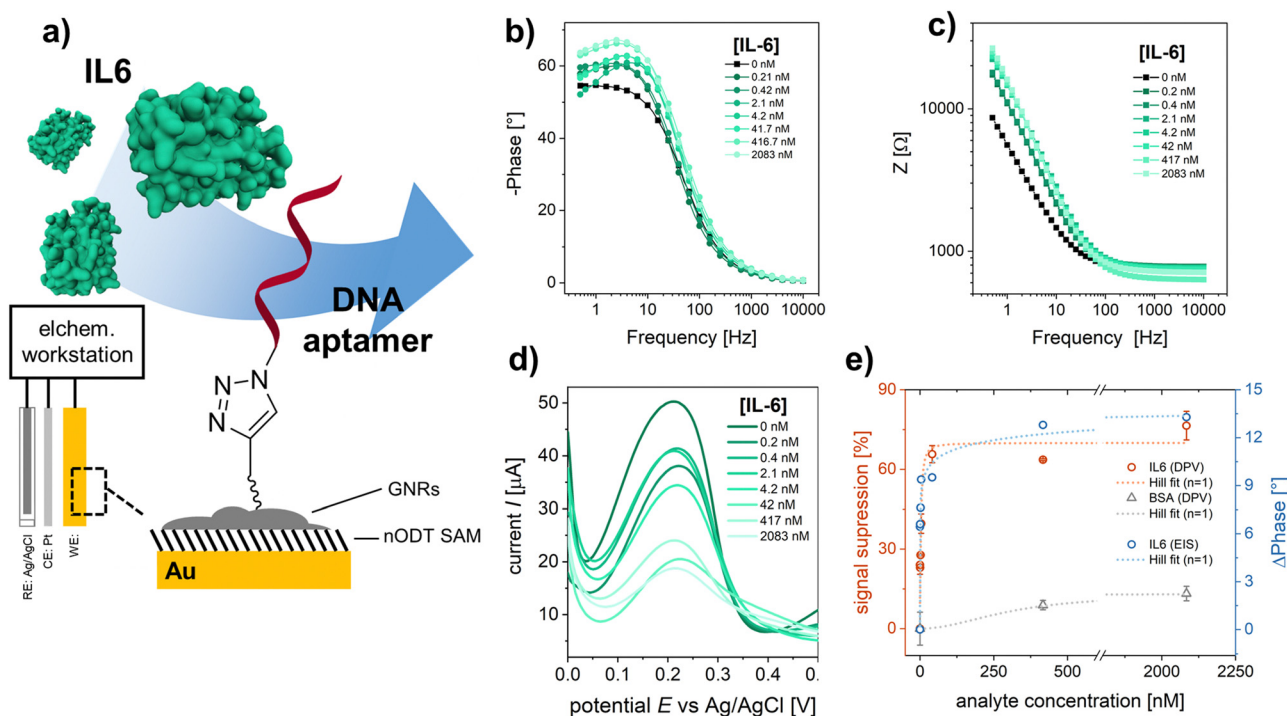 a)
IL6
DNA
aptamer
elchem.
workstation
RE: Ag/AgCl
CE: Pt
WE:
N
N
N
GNRs
nODT SAM
Au
b)
[IL-6]
0 nM
0.21 nM
0.42 nM
2.1 nM
4.2 nM
41.7 nM
416.7 nM
2083 nM
60
40
20
0
-Phase [°]
1
10
100
1000
10000
Frequency [Hz]
c)
[IL-6]
0 nM
0.2 nM
0.4 nM
2.1 nM
4.2 nM
42 nM
417 nM
2083 nM
10000
1000
Z [Ω]
1
10
100
1000
10000
Frequency [Hz]
d)
[IL-6]
0 nM
0.2 nM
0.4 nM
2.1 nM
4.2 nM
42 nM
417 nM
2083 nM
50
40
30
20
10
current I / [µA]
0.0
0.1
0.2
0.3
0.4
0.
potential E vs Ag/AgCl [V]
e)
90
60
30
0
signal supression [%]
15
12
9
6
3
0
ΔPhase [°]
IL6 (DPV)
Hill fit (n=1)
BSA (DPV)
Hill fit (n=1)
IL6 (EIS)
Hill fit (n=1)
0
250
500
2000
2250
analyte concentration [nM]